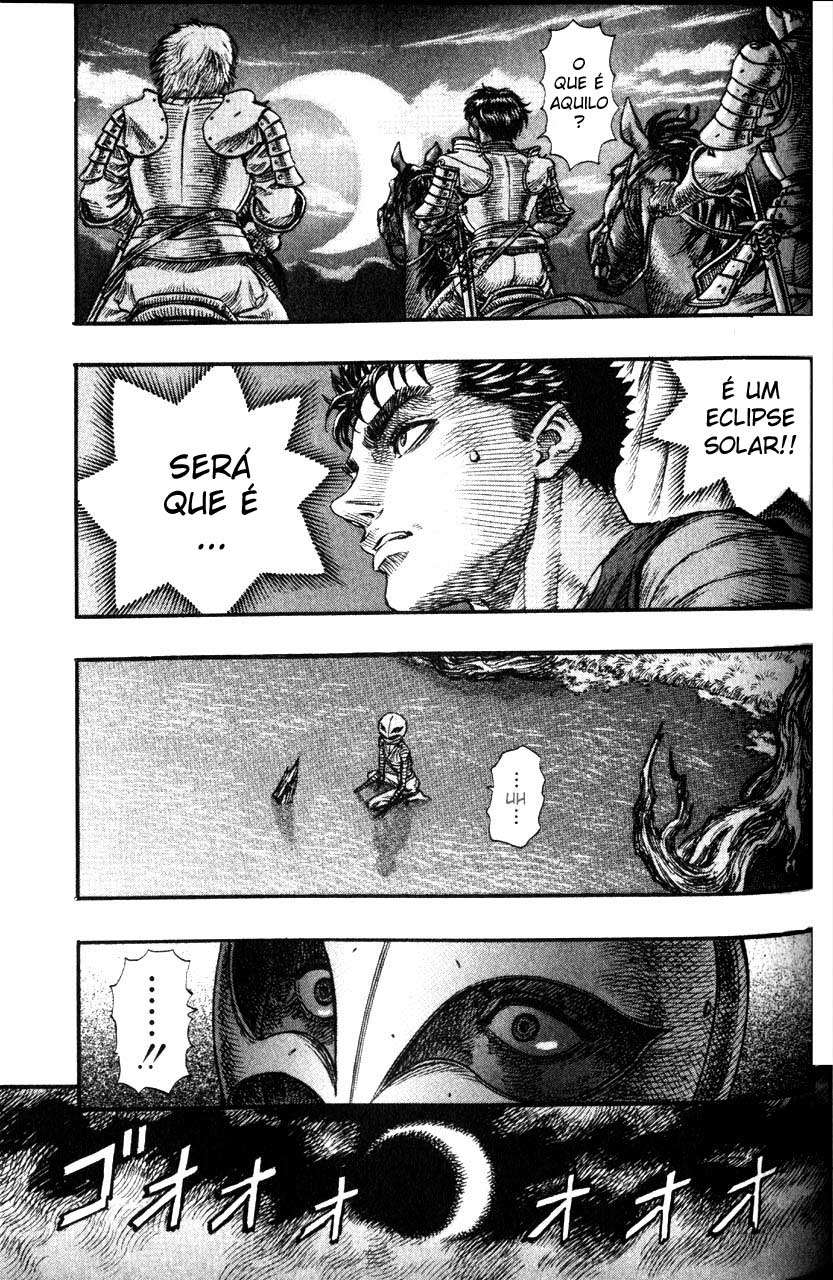 O
QUE É
AQUILO
?
É UM
ECLIPSE
SOLAR!!
SERÁ
QUE É
...
...
UH
...
......!!
ゴオオオオオオ